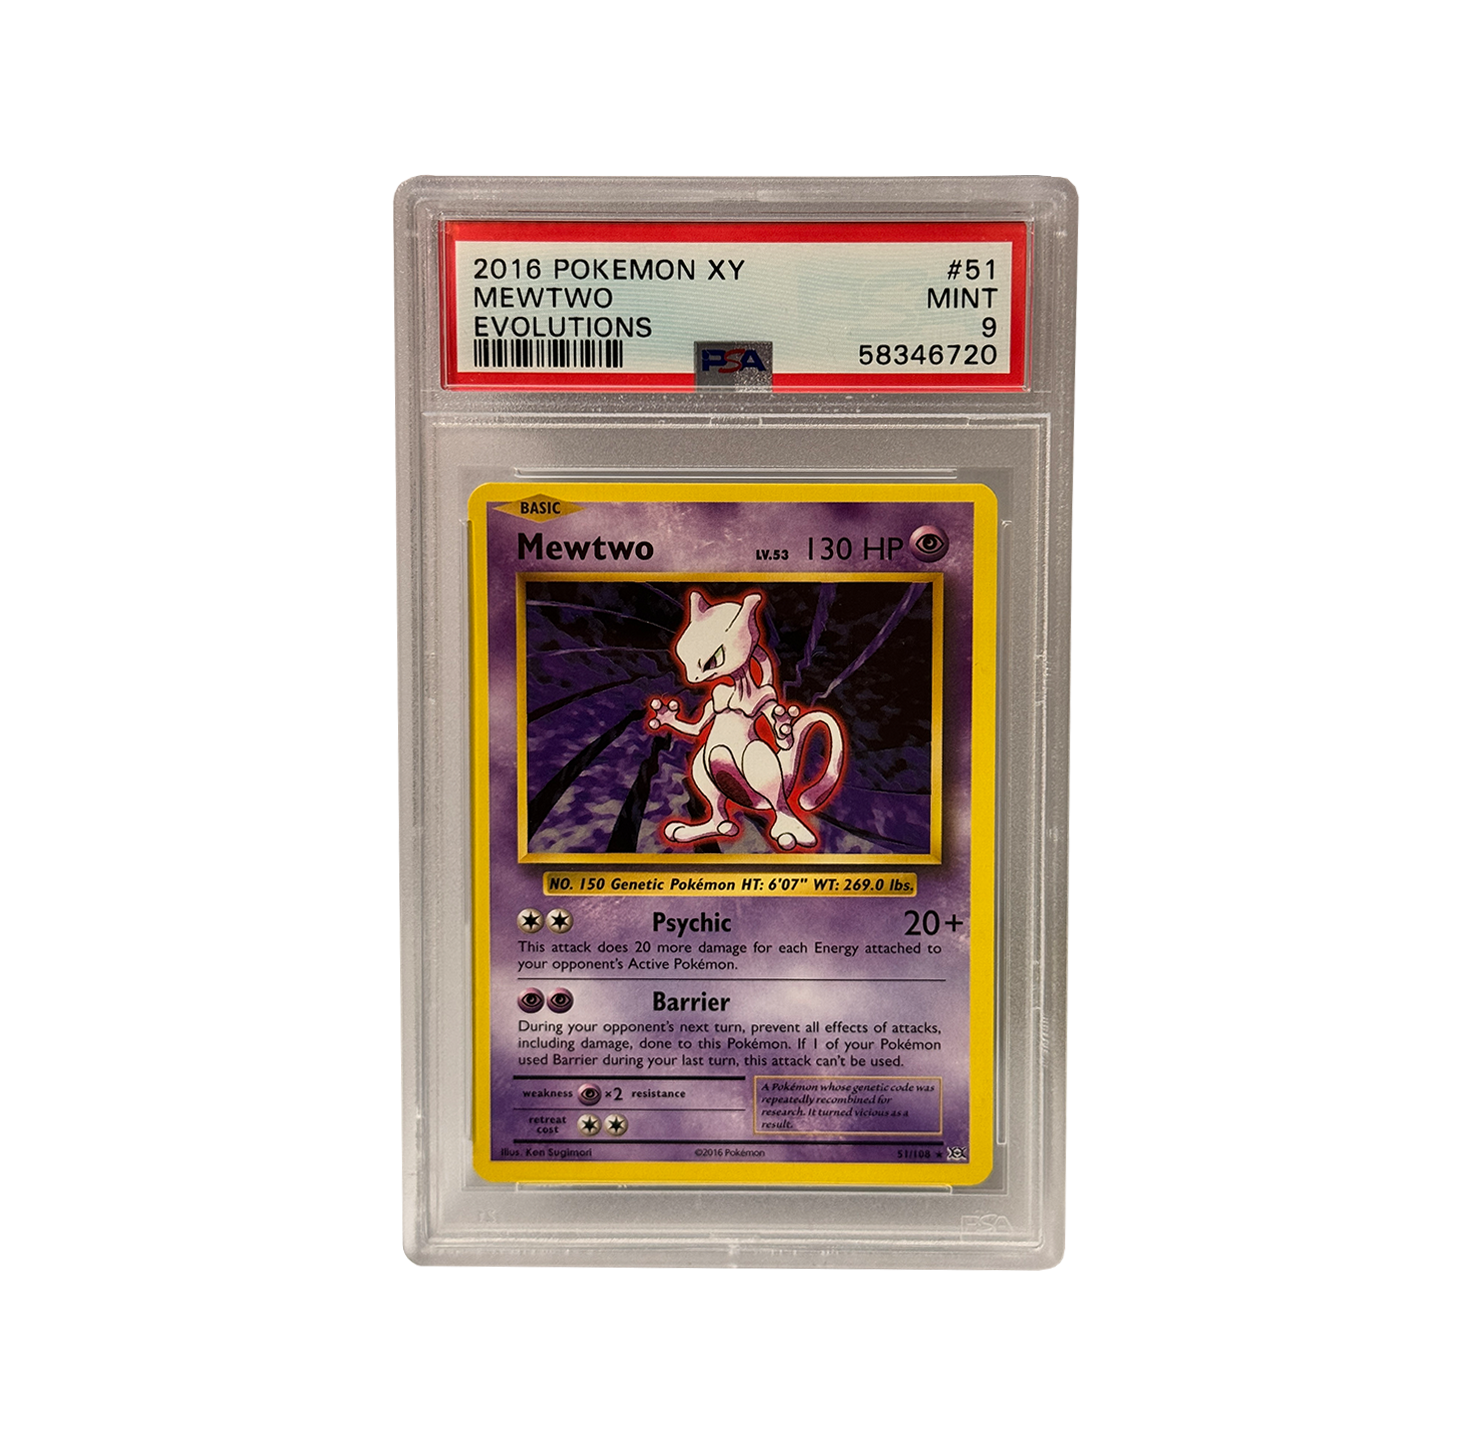 2016 POKEMON XY #51
MEWTWO MINT
EVOLUTIONS 9
PSA 58346720
BASIC
Mewtwo LV.53 130 HP
NO. 150 Genetic Pokémon HT: 6'07" WT: 269.0 lbs.
Psychic 20+
This attack does 20 more damage for each Energy attached to
your opponent's Active Pokémon.
Barrier
During your opponent's next turn, prevent all effects of attacks,
including damage, done to this Pokémon. If 1 of your Pokémon
used Barrier during your last turn, this attack can't be used.
weakness ×2 resistance
retreat
cost
A Pokémon whose genetic code was
repeatedly recombined for
research. It turned vicious as a
result.
Illus. Ken Sugimori ©2016 Pokémon 51/108 ★
PSA